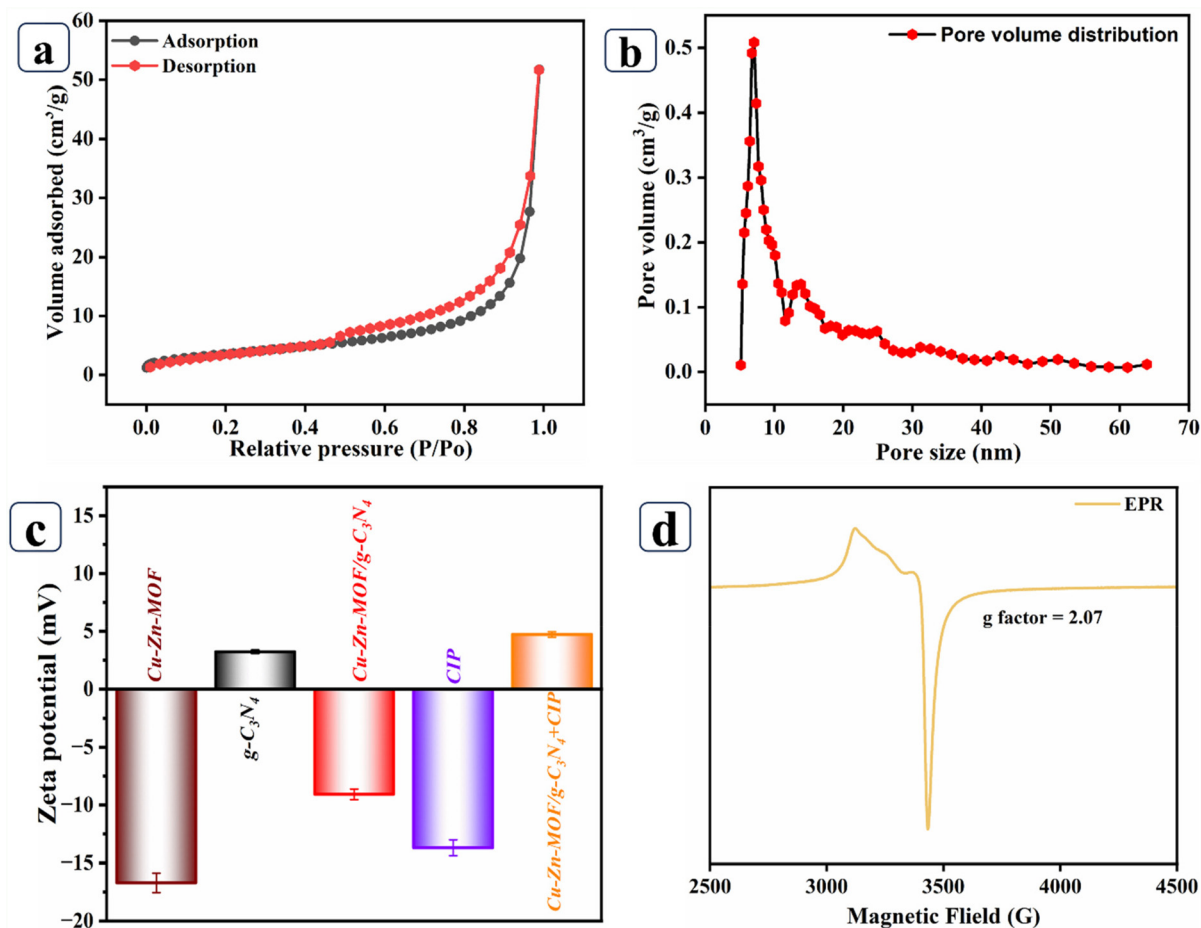 a
Adsorption
Desorption
Volume adsorbed (cm³/g)
60
50
40
30
20
10
0
0.0 0.2 0.4 0.6 0.8 1.0
Relative pressure (P/Po)
b
Pore volume distribution
Pore volume (cm³/g)
0.5
0.4
0.3
0.2
0.1
0.0
0 10 20 30 40 50 60 70
Pore size (nm)
c
Zeta potential (mV)
15
10
5
0
−5
−10
−15
−20
Cu-Zn-MOF
g-C₃N₄
Cu-Zn-MOF/g-C₃N₄
CIP
Cu-Zn-MOF/g-C₃N₄+CIP
d
EPR
g factor = 2.07
2500 3000 3500 4000 4500
Magnetic Flield (G)